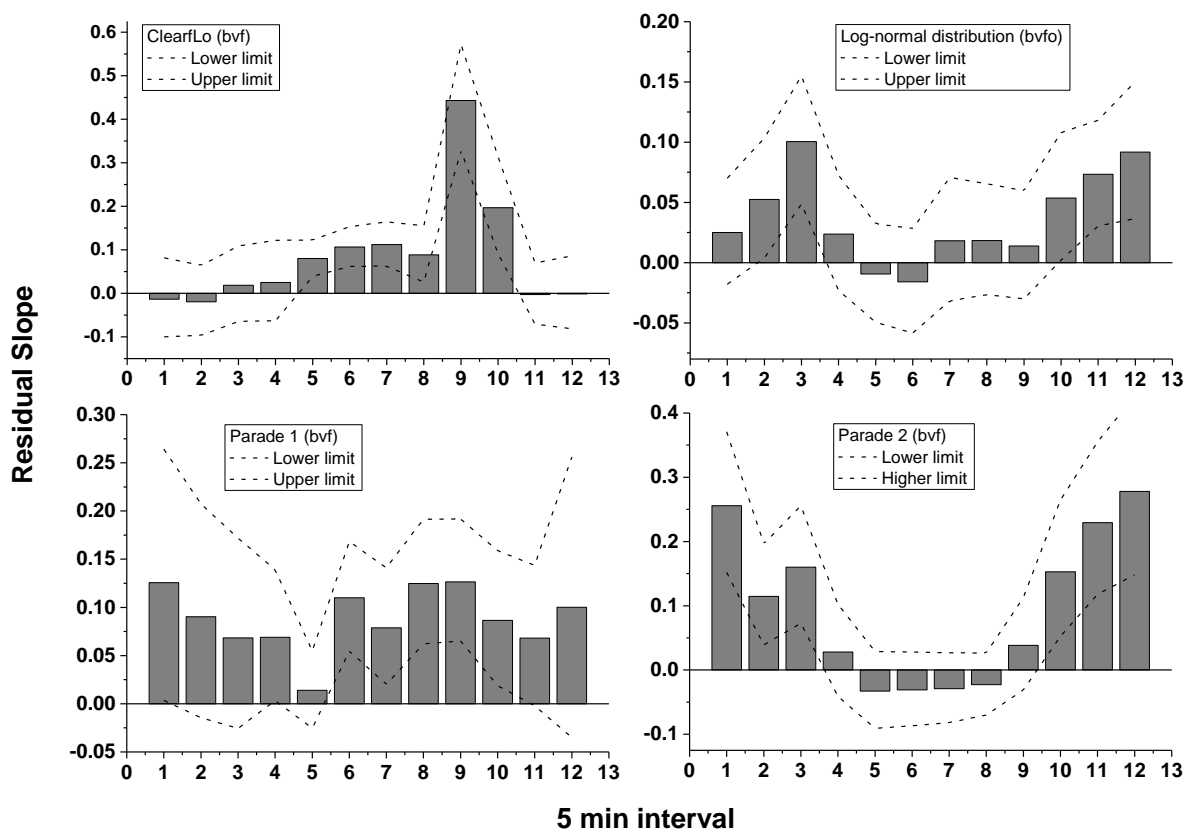 ClearfLo (bvf)
Lower limit
Upper limit
0.6
0.5
0.4
0.3
0.2
0.1
0.0
-0.1
0 1 2 3 4 5 6 7 8 9 10 11 12 13
Log-normal distribution (bvfo)
Lower limit
Upper limit
0.20
0.15
0.10
0.05
0.00
-0.05
0 1 2 3 4 5 6 7 8 9 10 11 12 13
Residual Slope
Parade 1 (bvf)
Lower limit
Upper limit
0.30
0.25
0.20
0.15
0.10
0.05
0.00
-0.05
0 1 2 3 4 5 6 7 8 9 10 11 12 13
Parade 2 (bvf)
Lower limit
Higher limit
0.4
0.3
0.2
0.1
0.0
-0.1
0 1 2 3 4 5 6 7 8 9 10 11 12 13
5 min interval